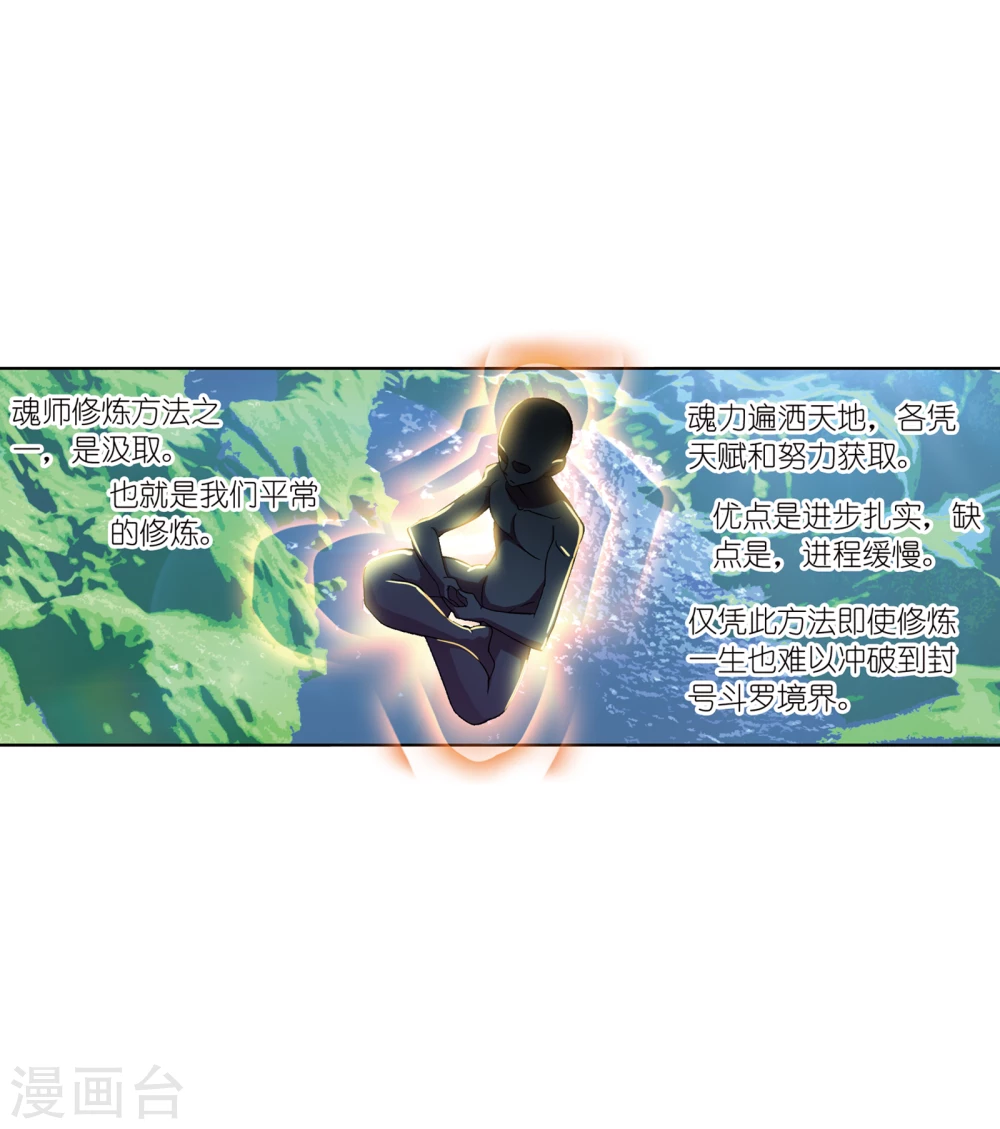 魂师修炼方法之
一，是汲取。
也就是我们平常
的修炼。
魂力遍洒天地，各凭
天赋和努力获取。
优点是进步扎实，缺
点是，进程缓慢。
仅凭此方法即使修炼
一生也难以冲破到封
号斗罗境界。
漫画台